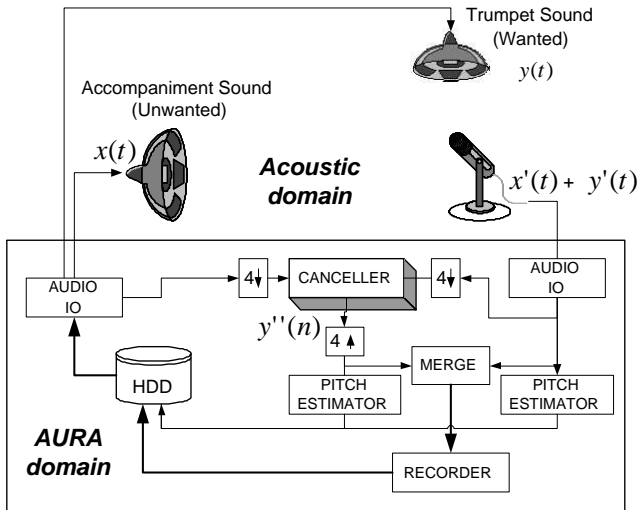 Trumpet Sound
(Wanted)
y(t)
Accompaniment Sound
(Unwanted)
x(t)
Acoustic
domain
x'(t) + y'(t)
AUDIO
IO
4↓
CANCELLER
4↓
AUDIO
IO
y''(n)
4↑
MERGE
HDD
PITCH
ESTIMATOR
PITCH
ESTIMATOR
AURA
domain
RECORDER